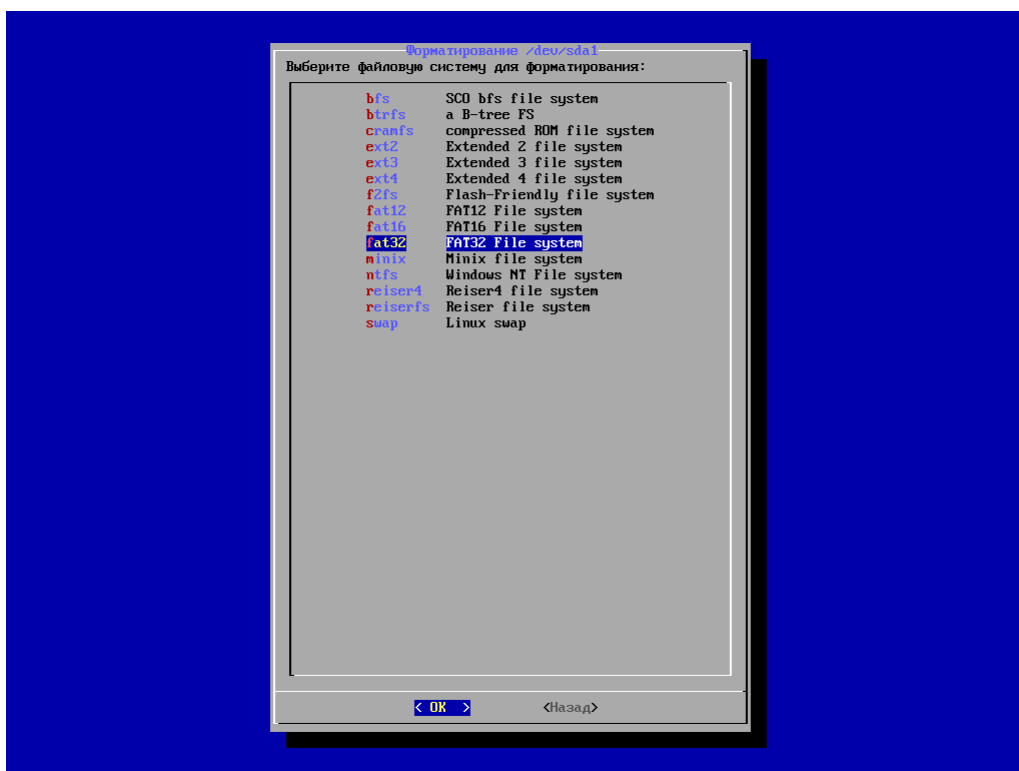 Форматирование /dev/sda1
Выберите файловую систему для форматирования:
bfs SCO bfs file system
btrfs a B-tree FS
cramfs compressed ROM file system
ext2 Extended 2 file system
ext3 Extended 3 file system
ext4 Extended 4 file system
f2fs Flash-Friendly file system
fat12 FAT12 File system
fat16 FAT16 File system
fat32 FAT32 File system
minix Minix file system
ntfs Windows NT File system
reiser4 Reiser4 file system
reiserfs Reiser file system
swap Linux swap
< OK > <Назад>